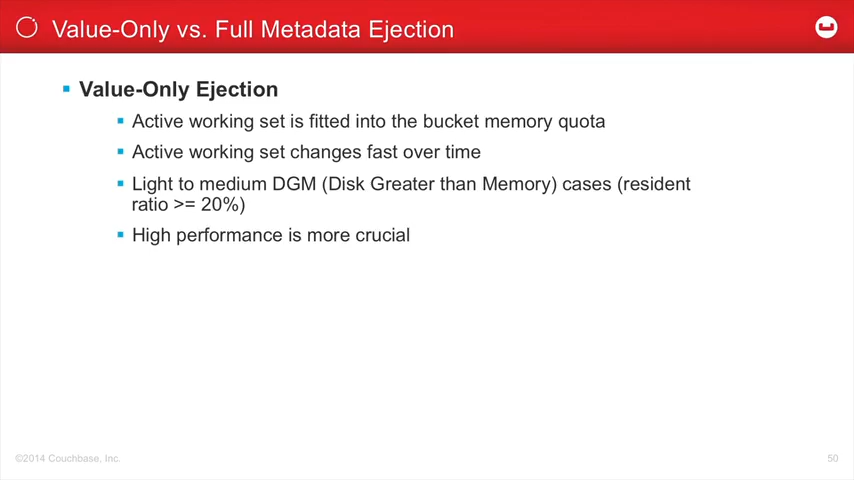 Value-Only vs. Full Metadata Ejection
Value-Only Ejection
Active working set is fitted into the bucket memory quota
Active working set changes fast over time
Light to medium DGM (Disk Greater than Memory) cases (resident
ratio >= 20%)
High performance is more crucial
©2014 Couchbase, Inc.
50